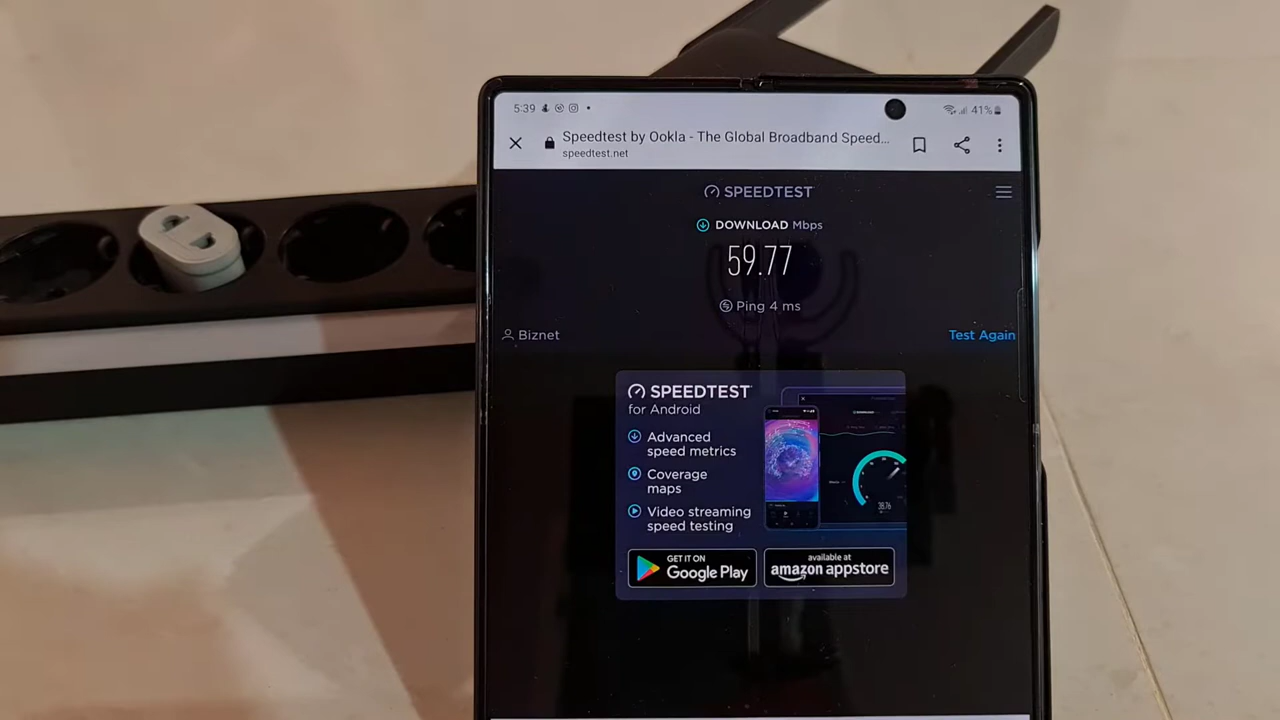 5:39
41%
Speedtest by Ookla - The Global Broadband Speed...
speedtest.net
SPEEDTEST
DOWNLOAD Mbps
59.77
Ping 4 ms
Biznet
Test Again
SPEEDTEST
for Android
Advanced
speed metrics
Coverage
maps
Video streaming
speed testing
38.76
GET IT ON
Google Play
available at
amazon appstore